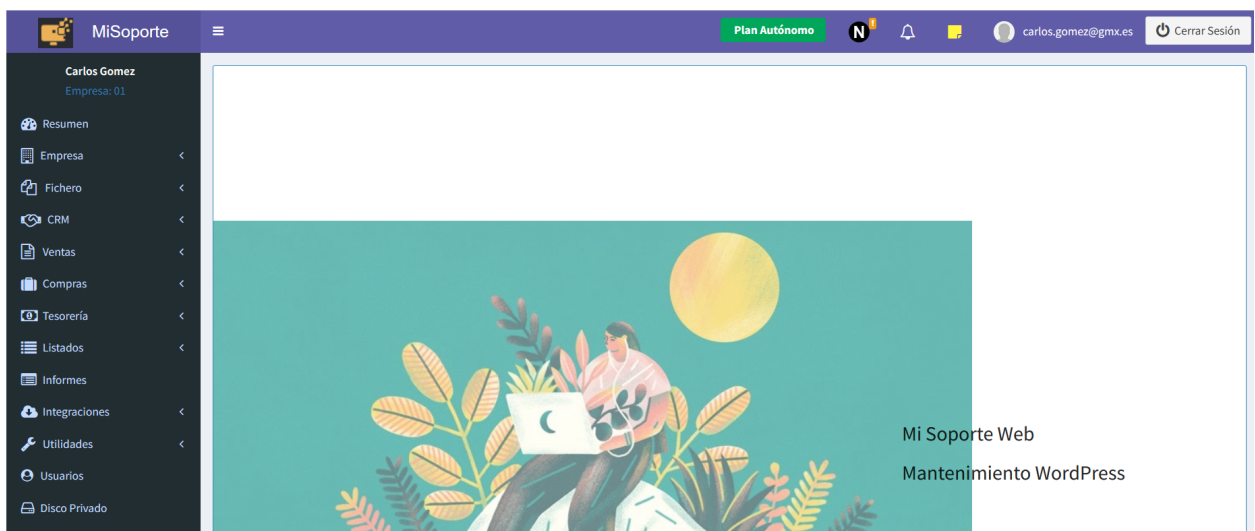 MiSoporte
Plan Autónomo
N
!
carlos.gomez@gmx.es
Cerrar Sesión
Carlos Gomez
Empresa: 01
Resumen
Empresa
Fichero
CRM
Ventas
Compras
Tesorería
Listados
Informes
Integraciones
Utilidades
Usuarios
Disco Privado
Mi Soporte Web
Mantenimiento WordPress